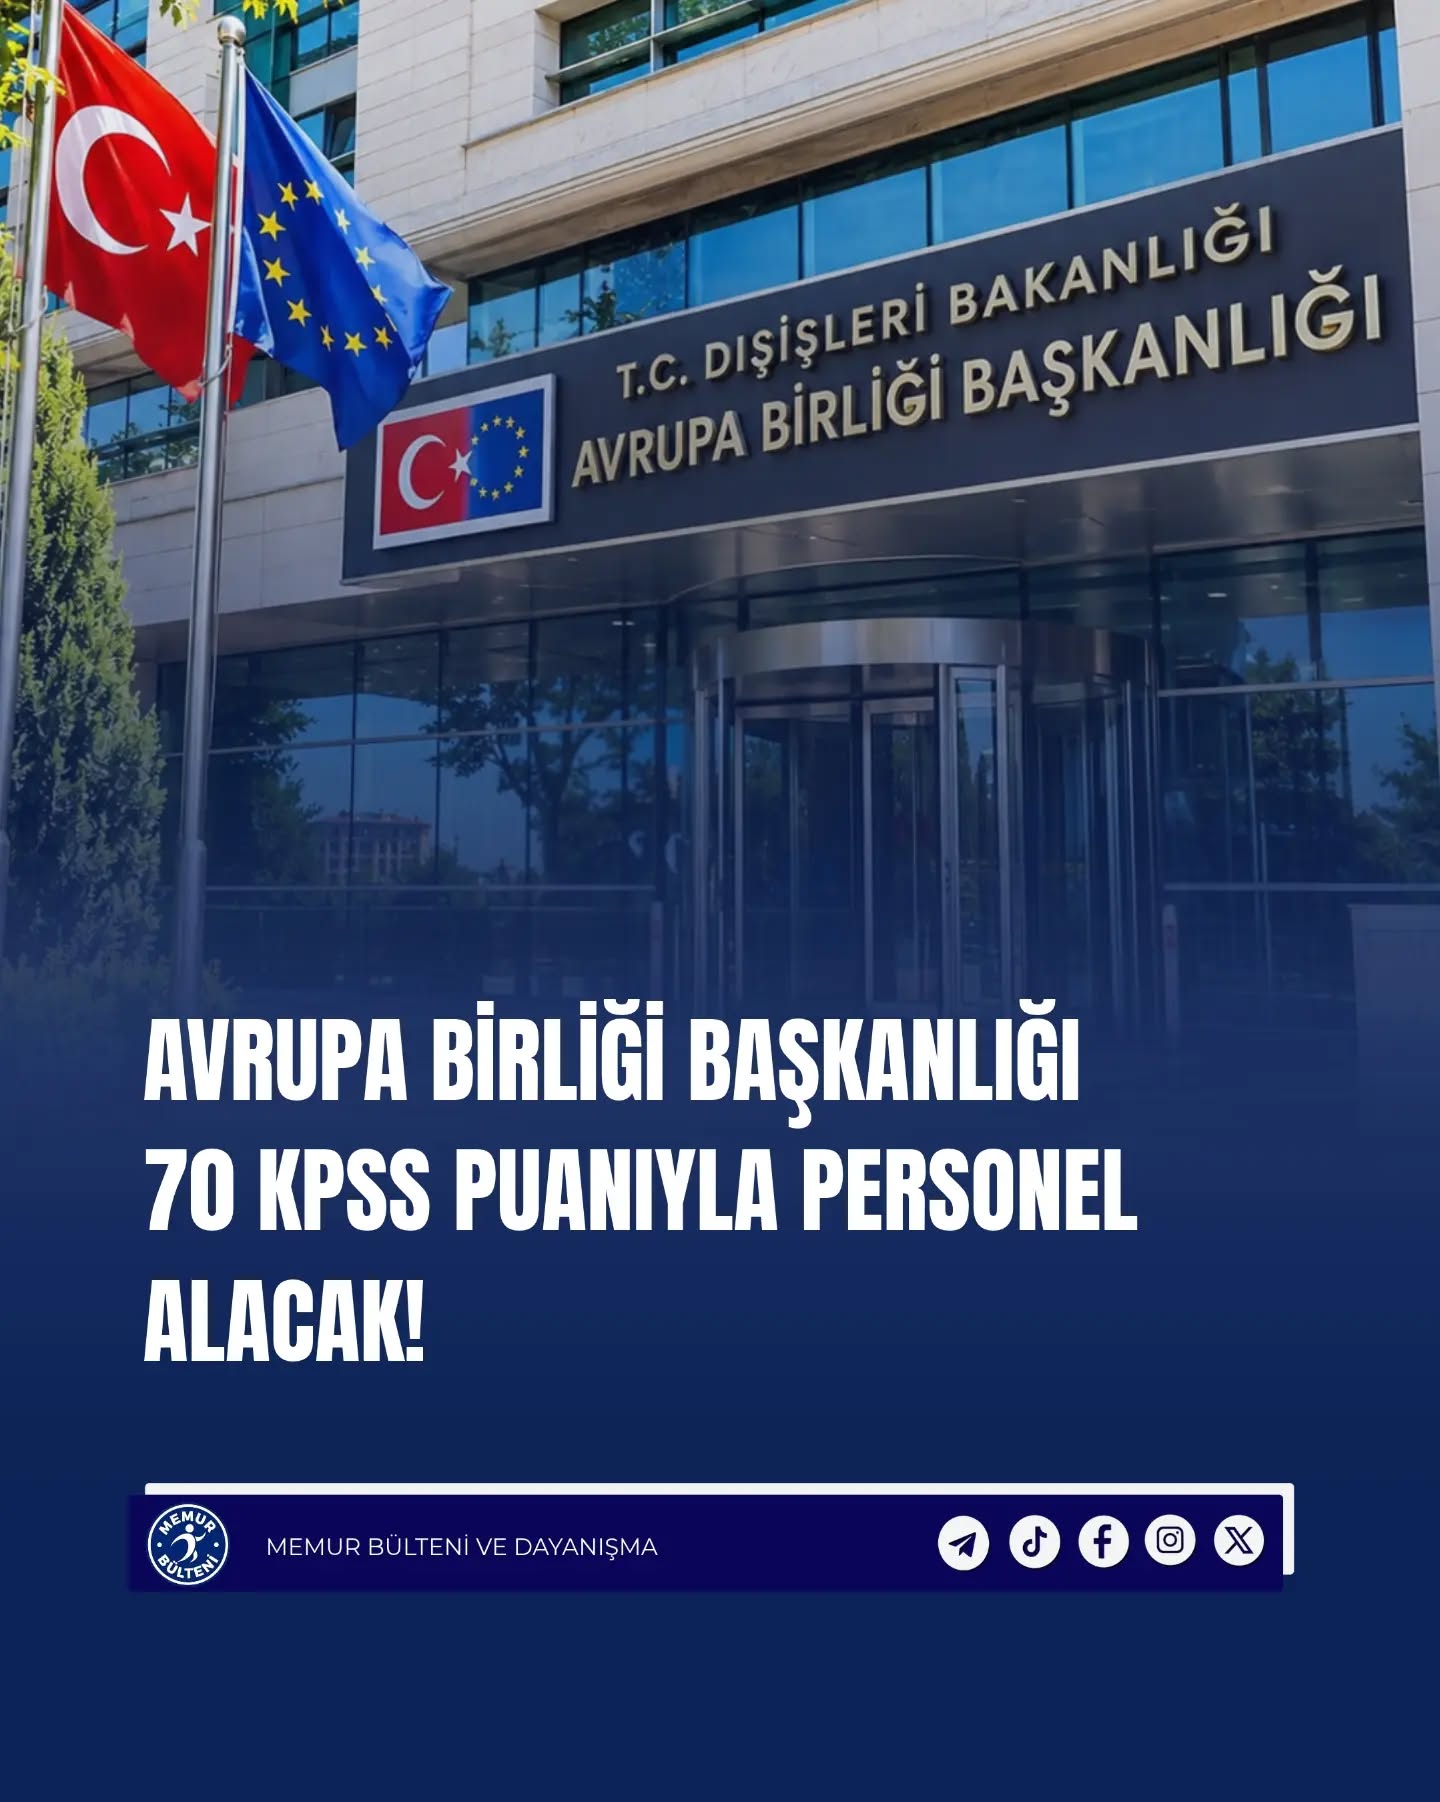 T.C. DIŞİŞLERİ BAKANLIĞI
AVRUPA BİRLİĞİ BAŞKANLIĞI
AVRUPA BİRLİĞİ BAŞKANLIĞI
70 KPSS PUANIYLA PERSONEL
ALACAK!
MEMUR
BÜLTENİ
MEMUR BÜLTENİ VE DAYANIŞMA